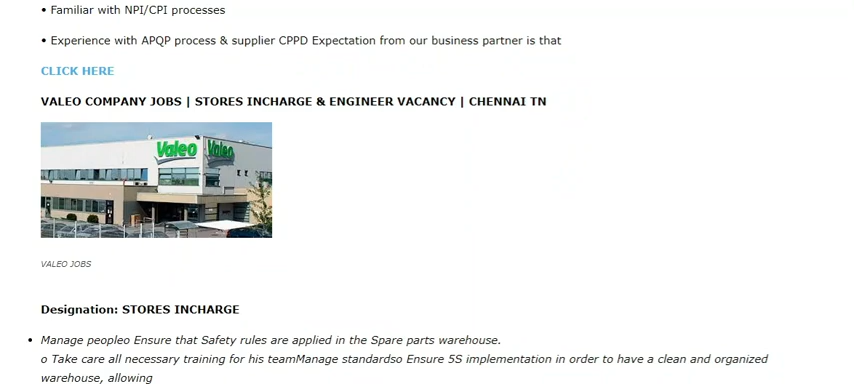 • Familiar with NPI/CPI processes
• Experience with APQP process & supplier CPPD Expectation from our business partner is that
CLICK HERE
VALEO COMPANY JOBS | STORES INCHARGE & ENGINEER VACANCY | CHENNAI TN
Valeo Valeo
VALEO JOBS
Designation: STORES INCHARGE
• Manage peopleo Ensure that Safety rules are applied in the Spare parts warehouse.
o Take care all necessary training for his teamManage standardso Ensure 5S implementation in order to have a clean and organized
warehouse, allowing